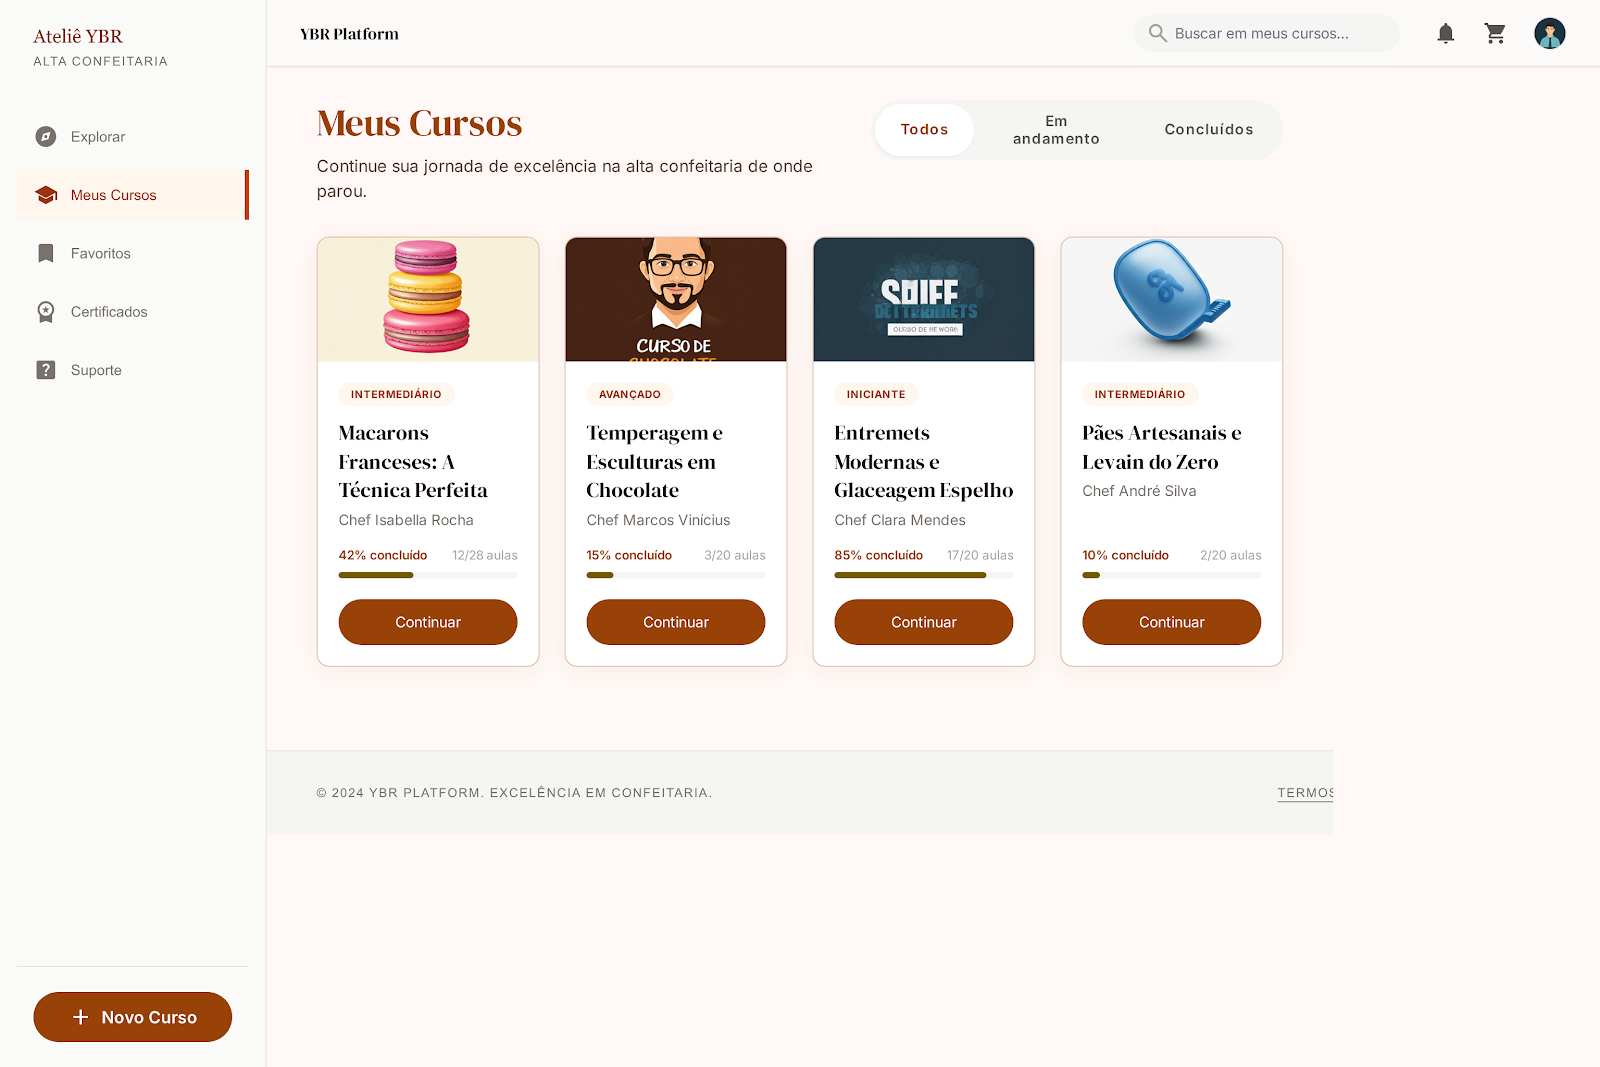 Ateliê YBR
ALTA CONFEITARIA
Explorar
Meus Cursos
Favoritos
Certificados
Suporte
Novo Curso
YBR Platform
Buscar em meus cursos...
Meus Cursos
Continue sua jornada de excelência na alta confeitaria de onde
parou.
Todos
Em
andamento
Concluídos
INTERMEDIÁRIO
Macarons
Franceses: A
Técnica Perfeita
Chef Isabella Rocha
42% concluído 12/28 aulas
Continuar
CURSO DE
CHOCOLATE
AVANÇADO
Temperagem e
Esculturas em
Chocolate
Chef Marcos Vinícius
15% concluído 3/20 aulas
Continuar
INICIANTE
Entremets
Modernas e
Glaceagem Espelho
Chef Clara Mendes
85% concluído 17/20 aulas
Continuar
INTERMEDIÁRIO
Pães Artesanais e
Levain do Zero
Chef André Silva
10% concluído 2/20 aulas
Continuar
© 2024 YBR PLATFORM. EXCELÊNCIA EM CONFEITARIA.
TERMOS